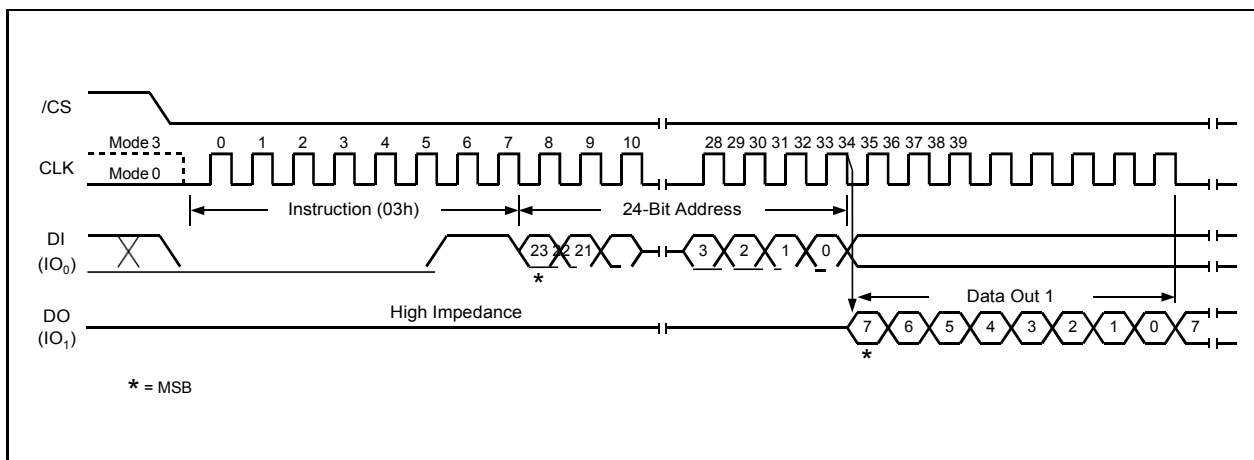 /CS
Mode 3
0 1 2 3 4 5 6 7 8 9 10 28 29 30 31 32 33 34 35 36 37 38 39
CLK
Mode 0
Instruction (03h) 24-Bit Address
DI
(IO0)
23 22 21 3 2 1 0
*
Data Out 1
High Impedance
DO
(IO1)
7 6 5 4 3 2 1 0 7
*
* = MSB